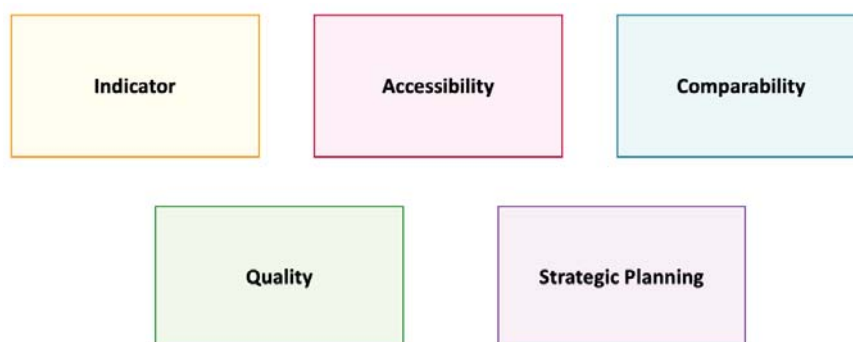 Indicator
Accessibility
Comparability
Quality
Strategic Planning